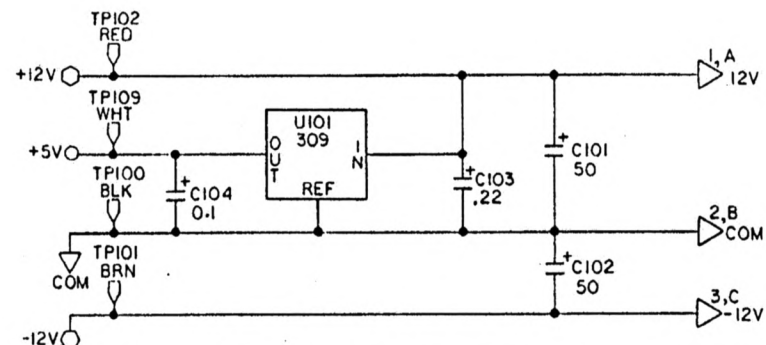 TP102
RED
1, A
+12V
12V
TP109
WHT
U101
309
OUT
IN
+5V
+
C101
50
TP100
BLK
REF
+
C104
0.1
+
C103
.22
2, B
COM
TP101
BRN
COM
+
C102
50
3, C
-12V
-12V